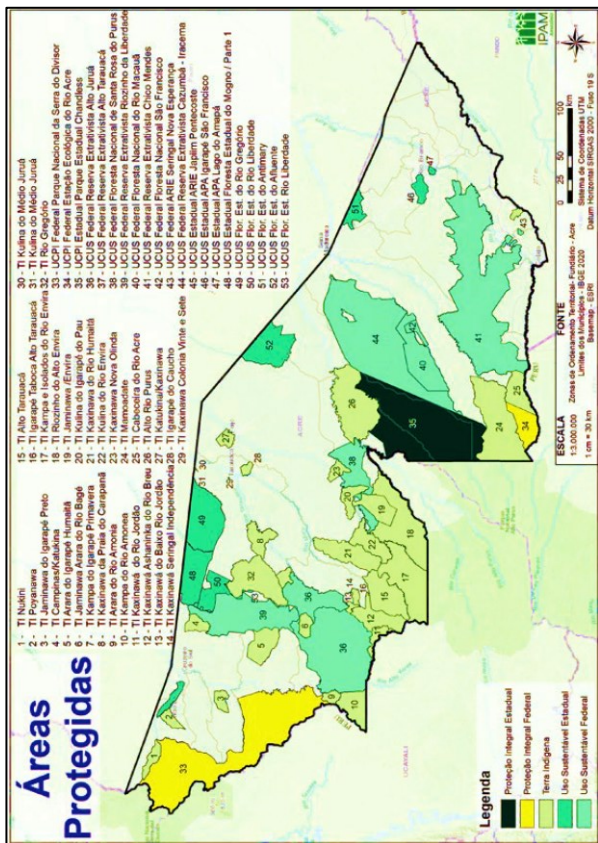 Áreas
Protegidas
1 - TI Nukini
2 - TI Poyanawa
3 - TI Jaminawa do Igarapé Preto
4 - TI Campinas/Katukina
5 - TI Arara do Igarapé Humaitá
6 - TI Jaminawa Arara do Rio Bagé
7 - TI Kampa do Igarapé Primavera
8 - TI Kaxinawa da Praia do Carapanã
9 - TI Arara do Rio Amonia
10 - TI Kampa do Rio Amonea
11 - TI Kaxinawá do Rio Jordão
12 - TI Kaxinawá Ashaninka do Rio Breu
13 - TI Kaxinawá do Baixo Rio Jordão
14 - TI Kaxinawá Seringal Independência
15 - TI Alto Tarauacá
16 - TI Igarapé Taboca Alto Tarauacá
17 - TI Kampa e Isolados do Rio Envira
18 - TI Riozinho do Alto Envira
19 - TI Jaminawa /Envira
20 - TI Kulina do Igarapé do Pau
21 - TI Kaxinawa do Rio Humaitá
22 - TI Kulina do Rio Envira
23 - TI Kaxinawa Nova Olinda
24 - TI Mamoadate
25 - TI Cabeceira do Rio Acre
26 - TI Alto Rio Purus
27 - TI Katukina/Kaxinawa
28 - TI Igarapé do Caucho
29 - TI Kaxinawa Colonia Vinte e Sete
30 - TI Kulina do Médio Juruá
31 - TI Kulina do Médio Juruá
32 - TI Rio Gregório
33 - UCPI Federal Parque Nacional da Serra do Divisor
34 - UCPI Federal Estação Ecológica do Rio Acre
35 - UCPI Estadual Parque Estadual Chandless
36 - UCUS Federal Reserva Extrativista Alto Juruá
37 - UCUS Federal Reserva Extrativista Alto Tarauacá
38 - UCUS Federal Floresta Nacional de Santa Rosa do Purus
39 - UCUS Federal Reserva Extrativista Riozinho da Liberdade
40 - UCUS Federal Floresta Nacional do Rio Macauã
41 - UCUS Federal Reserva Extrativista Chico Mendes
42 - UCUS Federal Floresta Nacional São Francisco
43 - UCUS Federal ARIE Seringal Nova Esperança
44 - UCUS Federal Reserva Extrativista Cazumbá - Iracema
45 - UCUS Estadual ARIE Japiim Pentecoste
46 - UCUS Estadual APA Igarapé São Francisco
47 - UCUS Estadual APA Lago do Amapá
48 - UCUS Estadual Floresta Estadual do Mogno / Parte 1
49 - UCUS Flor. Est. do Rio Gregório
50 - UCUS Flor. Est. do Rio Liberdade
51 - UCUS Flor. Est. do Antimary
52 - UCUS Flor. Est. do Afluente
53 - UCUS Flor. Est. Rio Liberdade
IPAM
Legenda
Proteção Integral Estadual
Proteção Integral Federal
Terra Indígena
Uso Sustentável Estadual
Uso Sustentável Federal
UCAYALI
PERU
ACRE
0 25 50 100
km
ESCALA
1:3.000.000
1 cm = 30 km
FONTE
Zonas de Ordenamento Territorial-Fundiário - Acre
Limites dos Municípios - IBGE 2020
Basemap - ESRI
Sistema de Coordenadas UTM
Datum Horizontal SIRGAS 2000 - Fuso 19 S